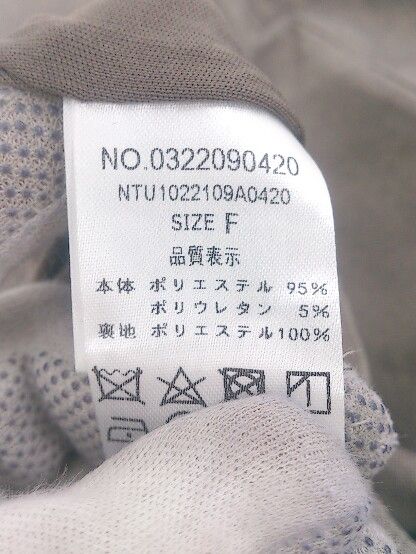 NO.0322090420
NTU1022109A0420
SIZE F
品質表示
本体 ポリエステル 95%
ポリウレタン 5%
裏地 ポリエステル100%